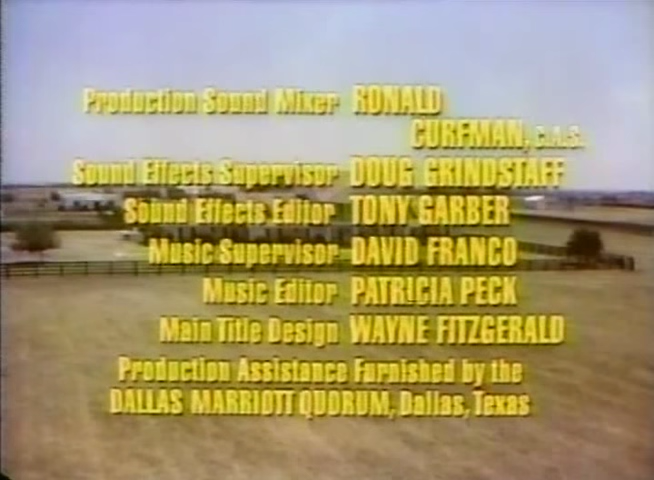 Production Sound Mixer RONALD
CURFMAN, C.A.S.
Sound Effects Supervisor DOUG GRINDSTAFF
Sound Effects Editor TONY GARBER
Music Supervisor DAVID FRANCO
Music Editor PATRICIA PECK
Main Title Design WAYNE FITZGERALD
Production Assistance Furnished by the
DALLAS MARRIOTT QUORUM, Dallas, Texas